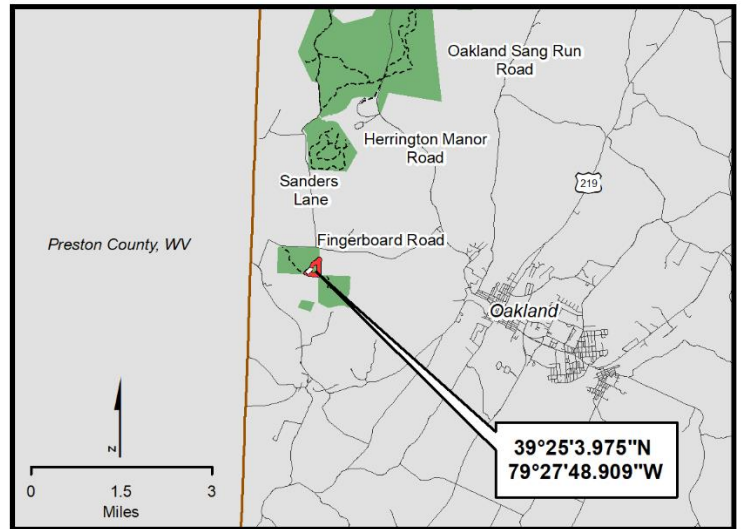 Oakland Sang Run
Road
Herrington Manor
Road
Sanders
Lane
219
Preston County, WV
Fingerboard Road
Oakland
39°25'3.975"N
79°27'48.909"W
N
0 1.5 3
Miles